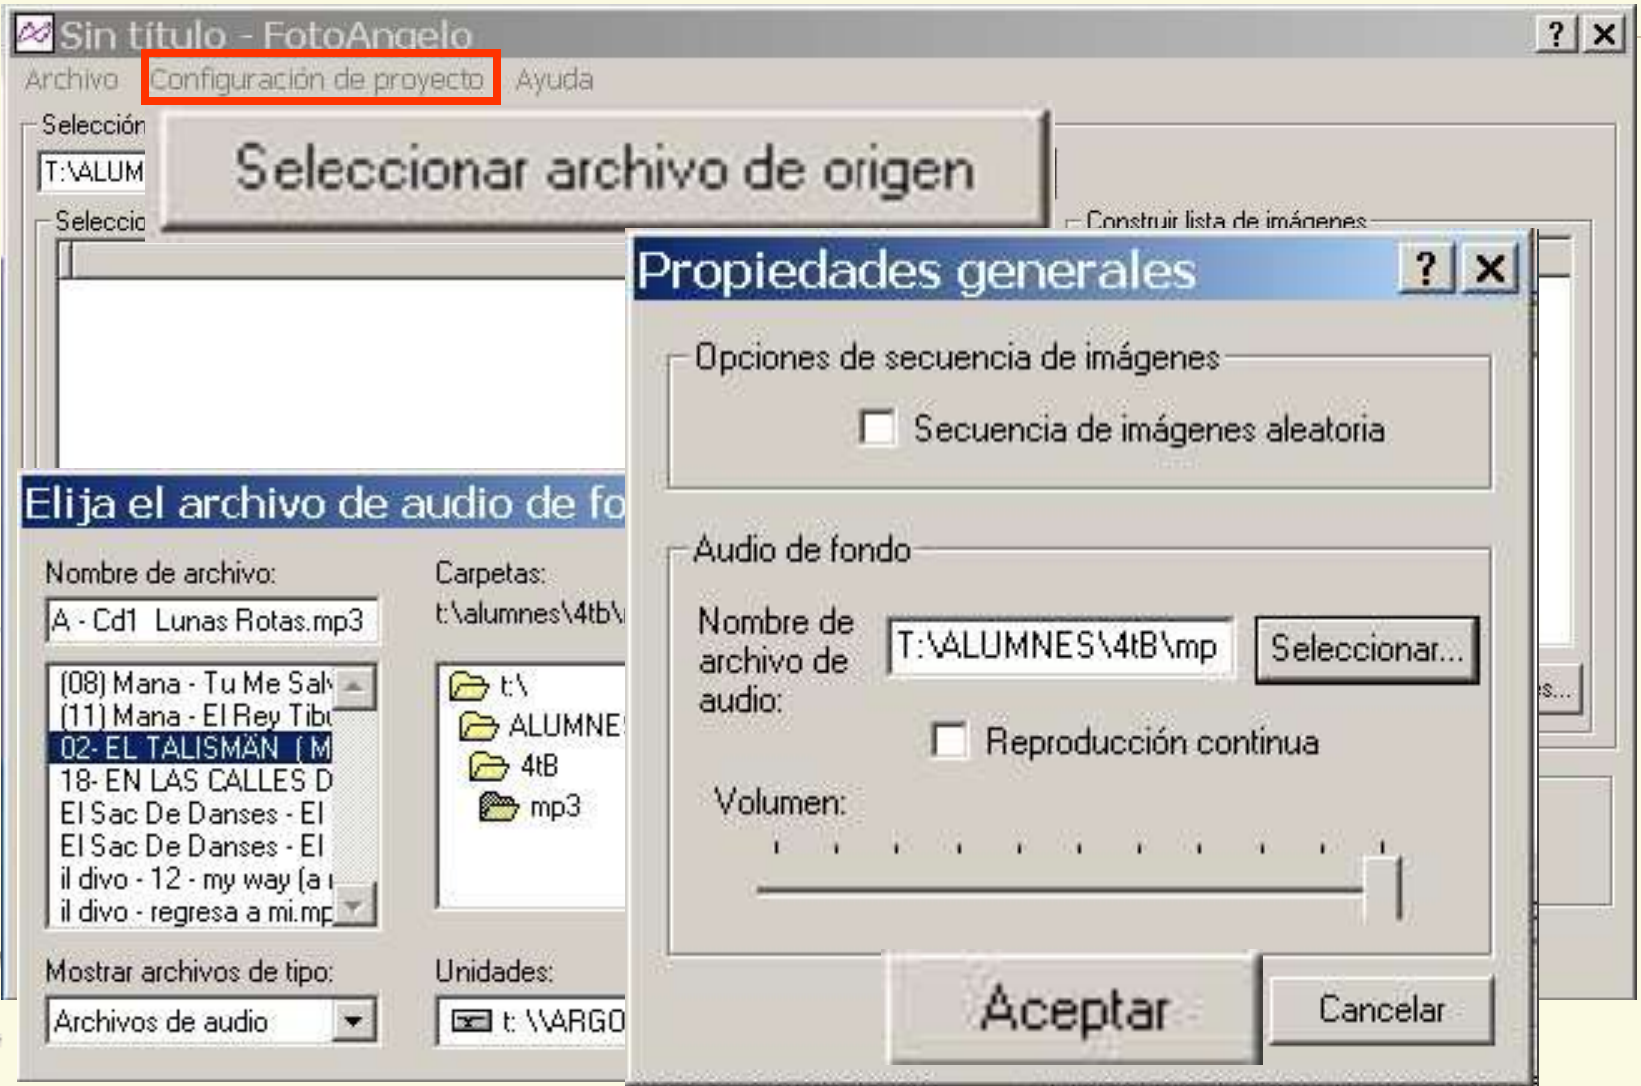 Sin título - FotoAngelo
Archivo Configuración de proyecto Ayuda
Selección
T:\ALUM
Seleccionar archivo de origen
Seleccio
Construir lista de imágenes
Propiedades generales
Opciones de secuencia de imágenes
Secuencia de imágenes aleatoria
Audio de fondo
Nombre de
archivo de
audio:
T:\ALUMNES\4tB\mp
Seleccionar...
s...
Reproducción continua
Volumen:
Aceptar
Cancelar
Elija el archivo de audio de fo
Nombre de archivo:
A - Cd1 Lunas Rotas.mp3
(08) Mana - Tu Me Sal
(11) Mana - El Rey Tibu
02- EL TALISMÄN ( M
18- EN LAS CALLES D
El Sac De Danses - El
El Sac De Danses - El
il divo - 12 - my way (a
il divo - regresa a mi.mp
Mostrar archivos de tipo:
Archivos de audio
Carpetas:
t:\alumnes\4tb\
t:\
ALUMNES
4tB
mp3
Unidades:
t: \\ARGO